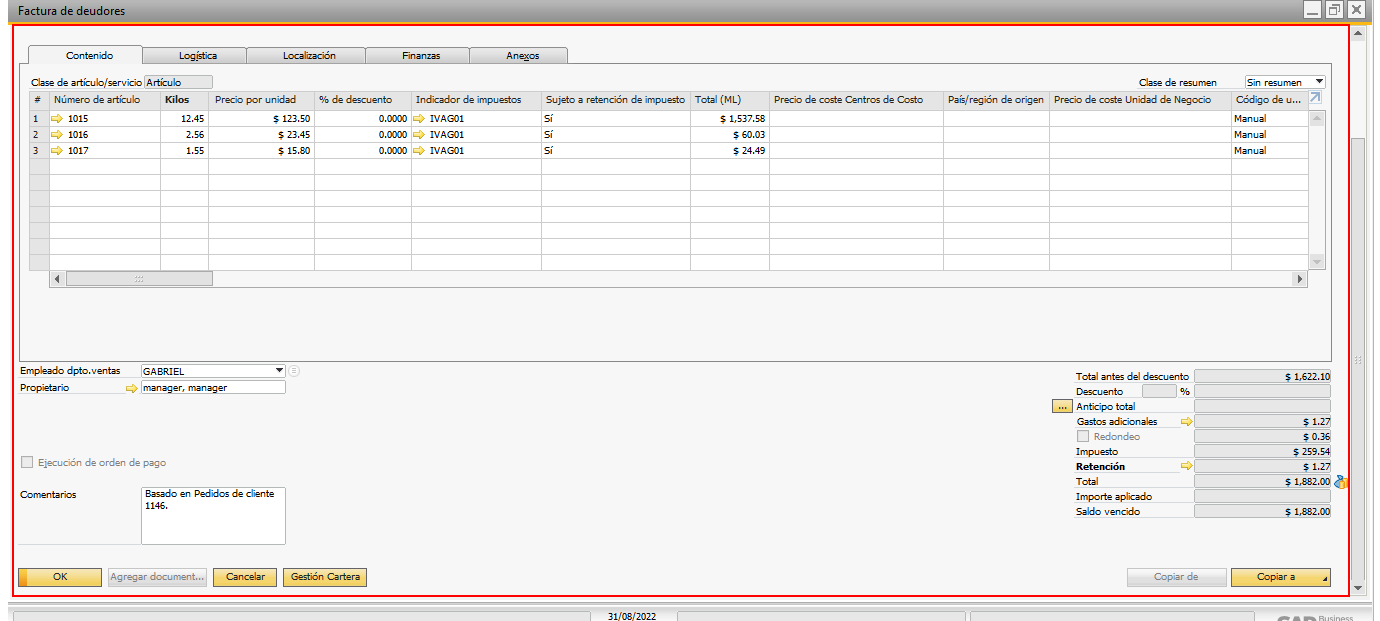 Factura de deudores
Contenido Logística Localización Finanzas Anexos
Clase de artículo/servicio Artículo Clase de resumen Sin resumen
# Número de artículo Kilos Precio por unidad % de descuento Indicador de impuestos Sujeto a retención de impuesto Total (ML) Precio de coste Centros de Costo País/región de origen Precio de coste Unidad de Negocio Código de u...
1 1015 12.45 $ 123.50 0.0000 IVAG01 Sí $ 1,537.58 Manual
2 1016 2.56 $ 23.45 0.0000 IVAG01 Sí $ 60.03 Manual
3 1017 1.55 $ 15.80 0.0000 IVAG01 Sí $ 24.49 Manual
Empleado dpto.ventas GABRIEL
Propietario manager, manager
Total antes del descuento $ 1,622.10
Descuento %
... Anticipo total
Gastos adicionales $ 1.27
Redondeo $ 0.36
Impuesto $ 259.54
Retención $ 1.27
Total $ 1,882.00
Importe aplicado
Saldo vencido $ 1,882.00
Ejecución de orden de pago
Comentarios Basado en Pedidos de cliente
1146.
OK Agregar document... Cancelar Gestión Cartera Copiar de Copiar a
31/08/2022
SAP Business